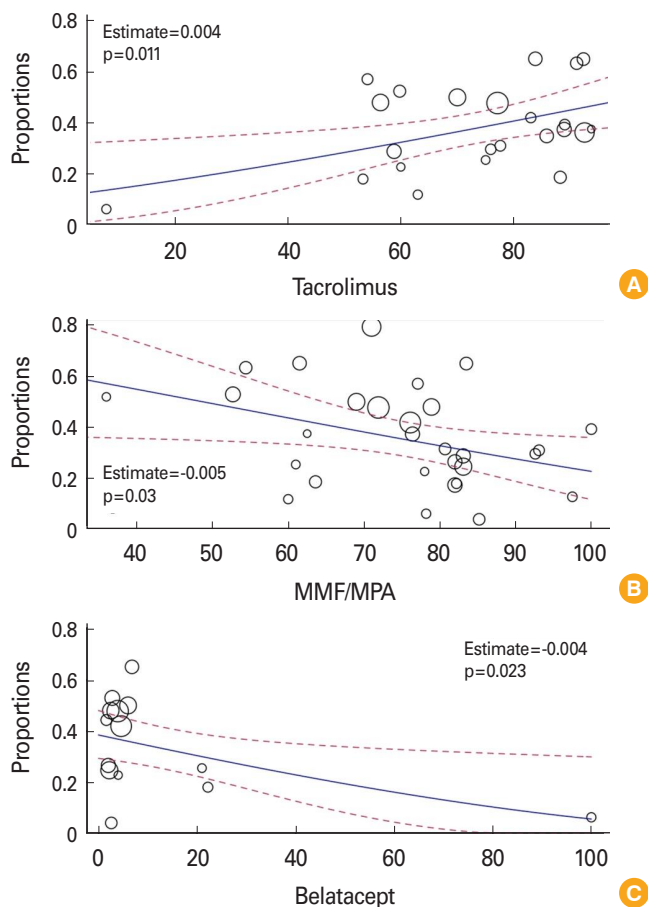 0.8
0.6
0.4
0.2
0
Proportions
Estimate=0.004
p=0.011
20 40 60 80
Tacrolimus
A
0.8
0.6
0.4
0.2
0
Proportions
Estimate=-0.005
p=0.03
40 50 60 70 80 90 100
MMF/MPA
B
0.8
0.6
0.4
0.2
0
Proportions
Estimate=-0.004
p=0.023
0 20 40 60 80 100
Belatacept
C